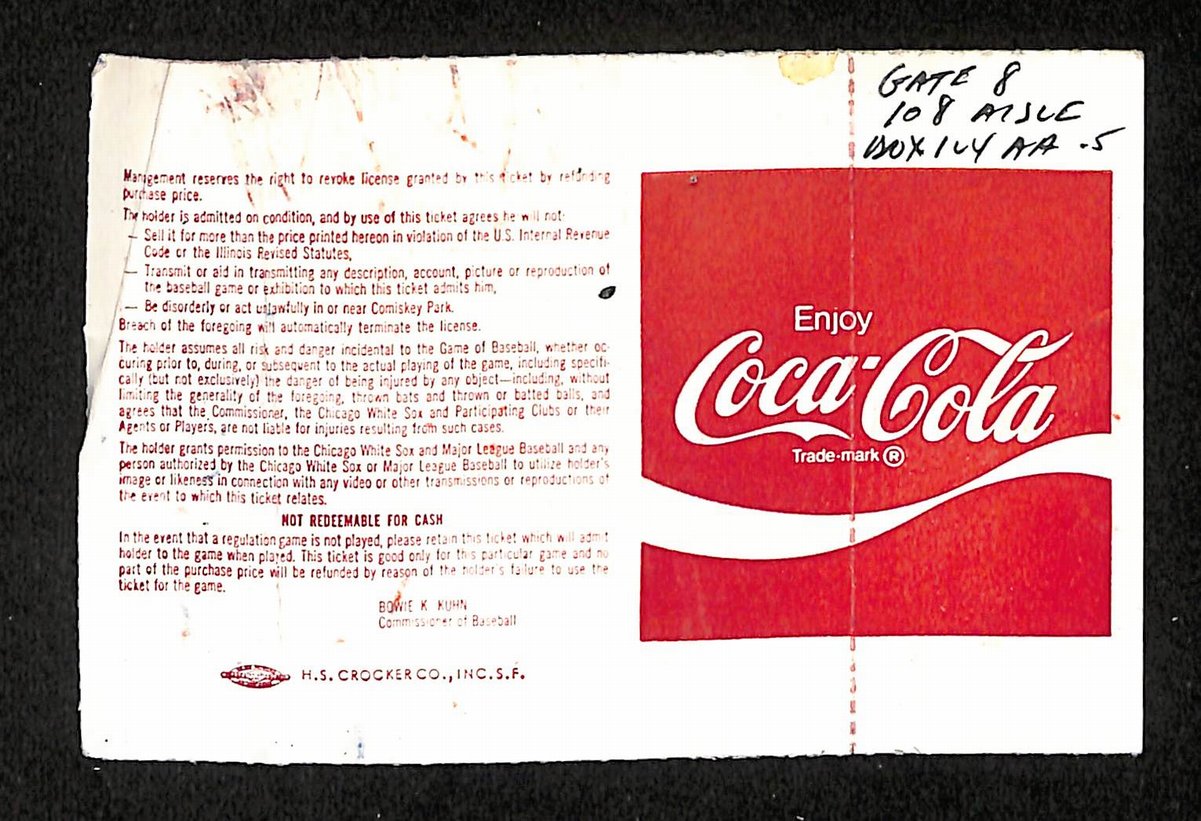 GATE 8
108 AISLE
BOX 104 AA .5
Management reserves the right to revoke license granted by this ticket by refunding
purchase price.
The holder is admitted on condition, and by use of this ticket agrees he will not:
— Sell it for more than the price printed hereon in violation of the U.S. Internal Revenue
Code or the Illinois Revised Statutes,
— Transmit or aid in transmitting any description, account, picture or reproduction of
the baseball game or exhibition to which this ticket admits him,
— Be disorderly or act unlawfully in or near Comiskey Park.
Breach of the foregoing will automatically terminate the license.
The holder assumes all risk and danger incidental to the Game of Baseball, whether oc-
curing prior to, during, or subsequent to the actual playing of the game, including specifi-
cally (but not exclusively) the danger of being injured by any object—including, without
limiting the generality of the foregoing, thrown bats and thrown or batted balls, and
agrees that the Commissioner, the Chicago White Sox and Participating Clubs or their
Agents or Players, are not liable for injuries resulting from such cases.
The holder grants permission to the Chicago White Sox and Major League Baseball and any
person authorized by the Chicago White Sox or Major League Baseball to utilize holder's
image or likeness in connection with any video or other transmissions or reproductions of
the event to which this ticket relates.
NOT REDEEMABLE FOR CASH
In the event that a regulation game is not played, please retain this ticket which will admit
holder to the game when played. This ticket is good only for this particular game and no
part of the purchase price will be refunded by reason of the holder's failure to use the
ticket for the game.
BOWIE K. KUHN
Commissioner of Baseball
H.S. CROCKER CO., INC. S.F.
Enjoy
Coca-Cola
Trade-mark ®